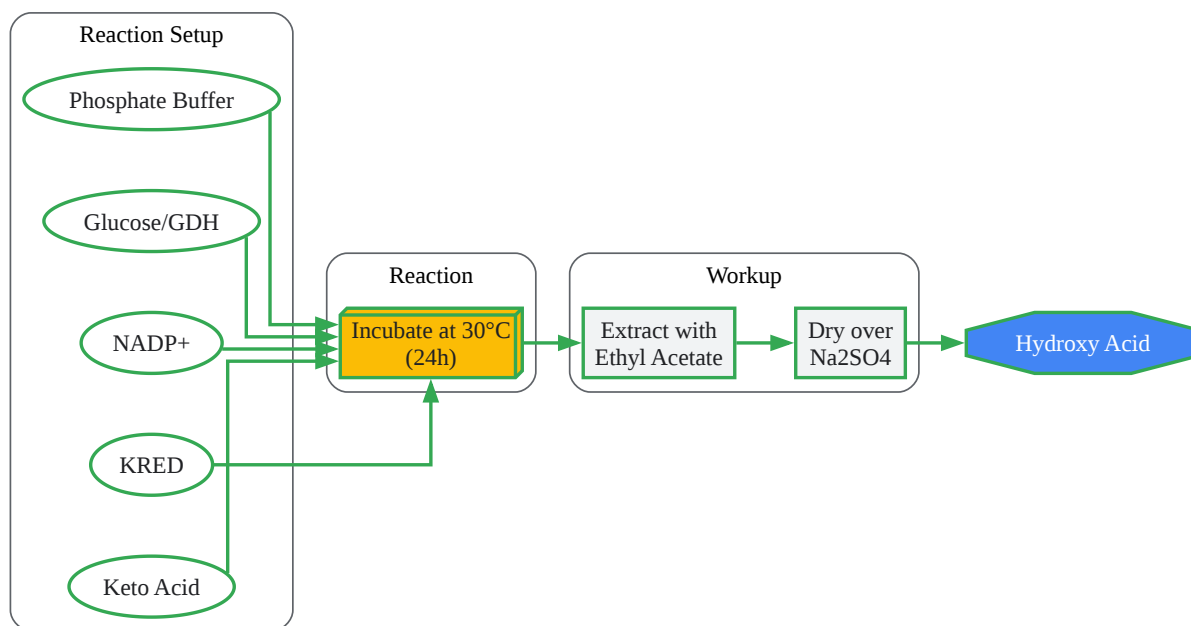 Reaction Setup
Phosphate Buffer
Glucose/GDH
NADP+
KRED
Keto Acid
Reaction
Incubate at 30°C
(24h)
Workup
Extract with
Ethyl Acetate
Dry over
Na2SO4
Hydroxy Acid